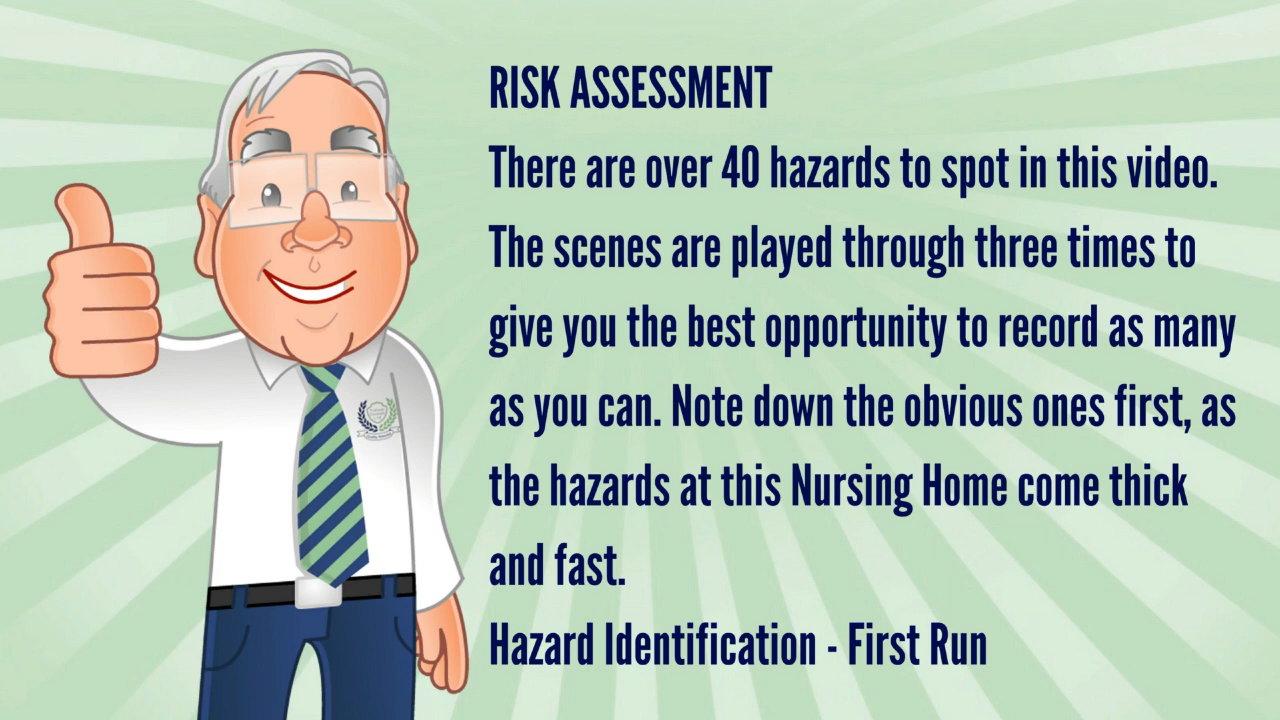 RISK ASSESSMENT
There are over 40 hazards to spot in this video.
The scenes are played through three times to
give you the best opportunity to record as many
as you can. Note down the obvious ones first, as
the hazards at this Nursing Home come thick
and fast.
Hazard Identification - First Run